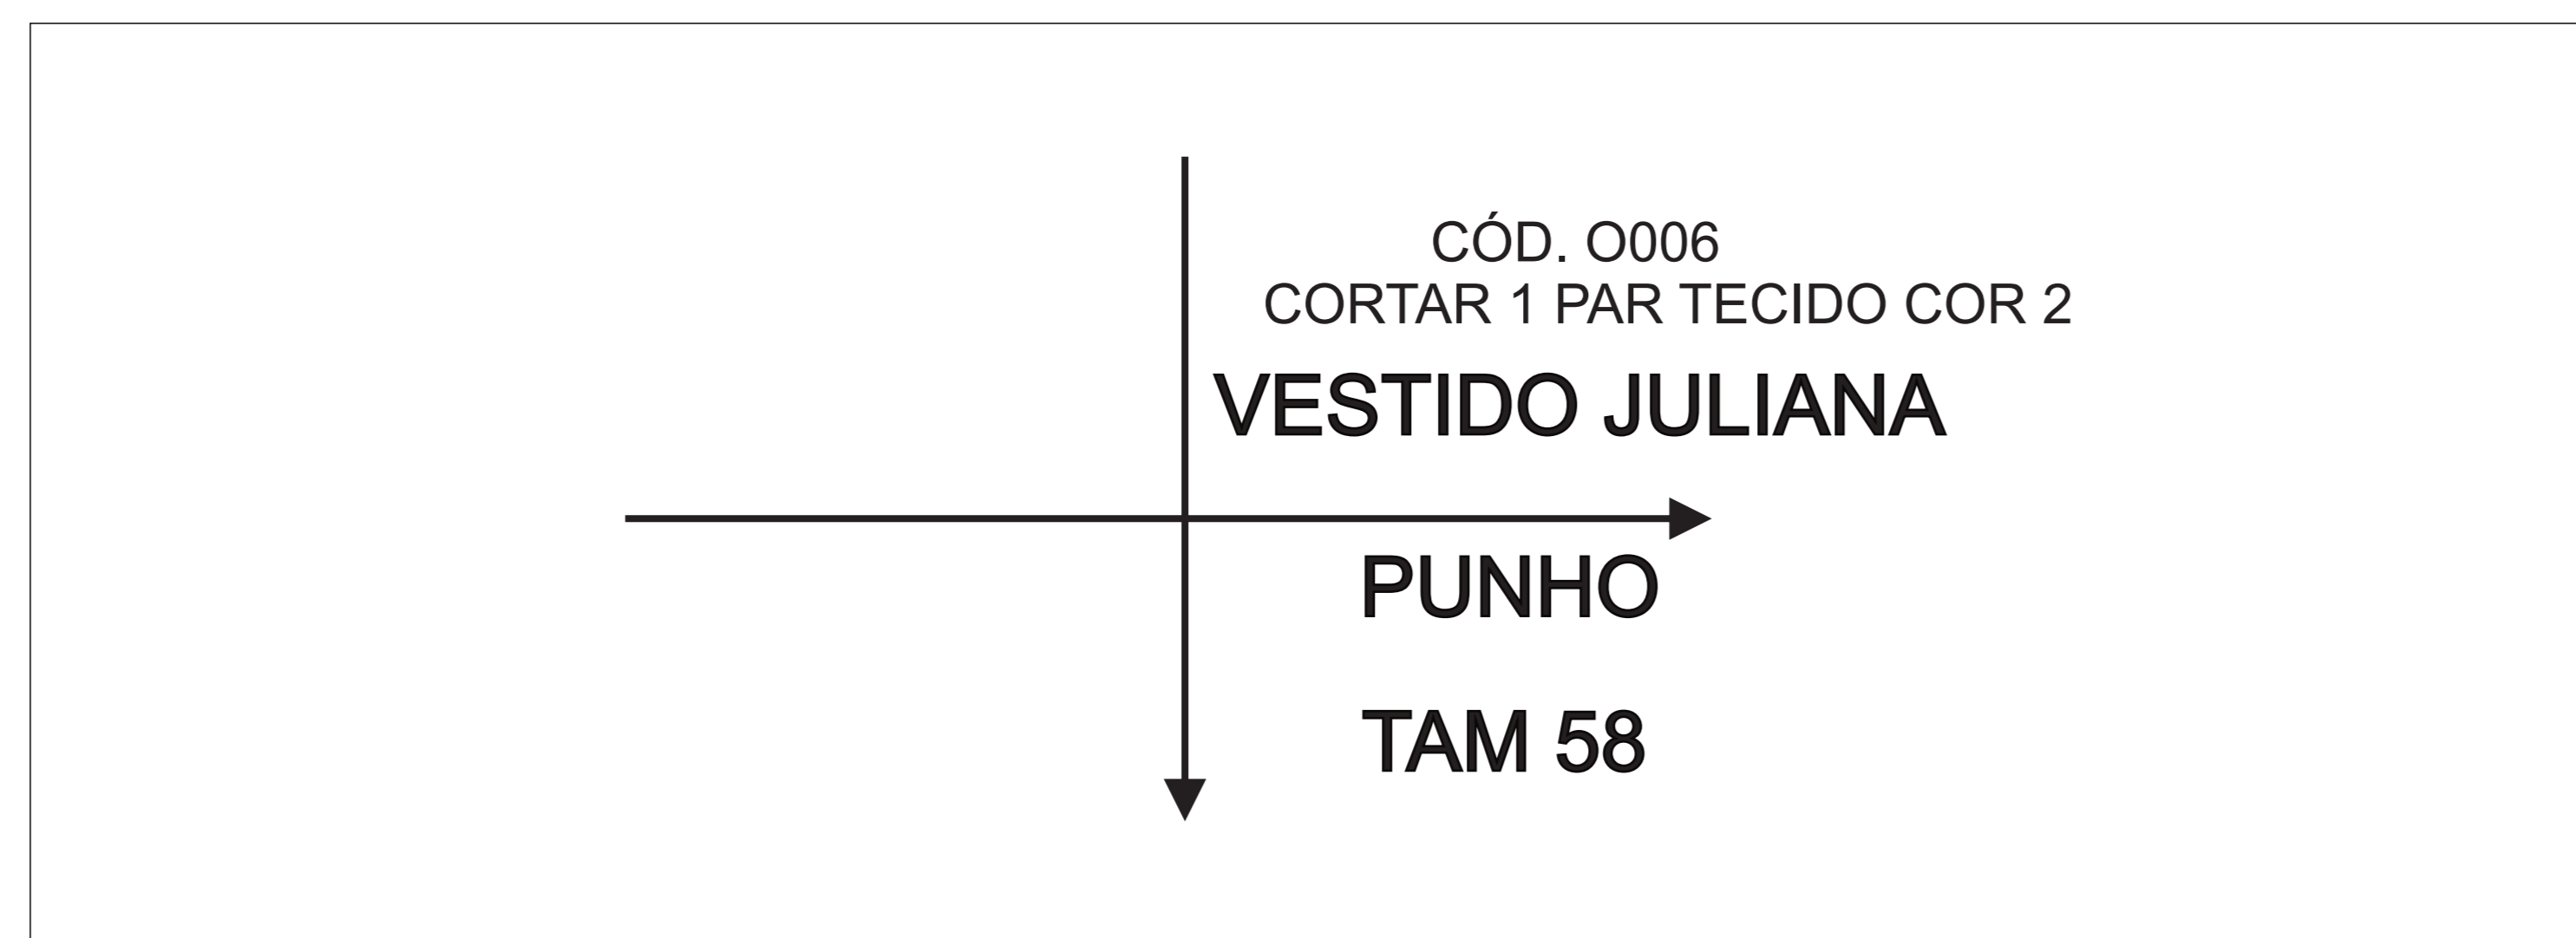 CÓD. O006
CORTAR 1 PAR TECIDO COR 2
VESTIDO JULIANA
PUNHO
TAM 58